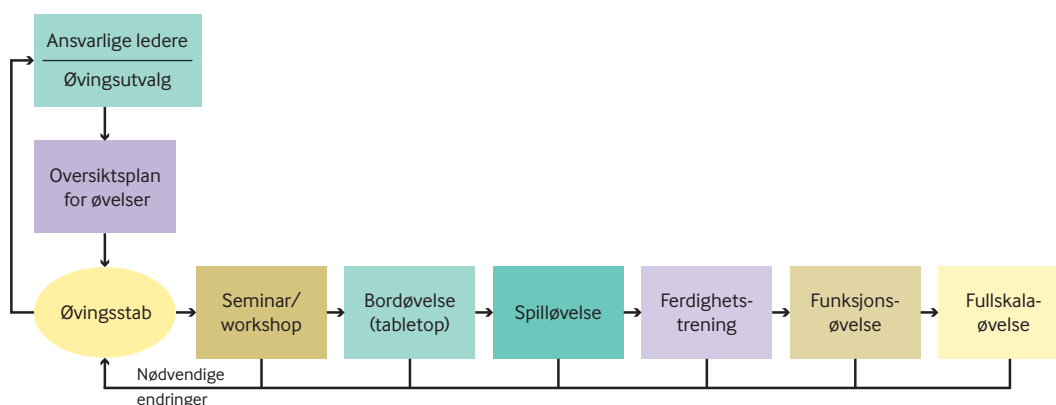 Ansvarlige ledere
Øvingsutvalg
Oversiktsplan
for øvelser
Øvingsstab
Seminar/
workshop
Bordøvelse
(tabletop)
Spilløvelse
Ferdighets-
trening
Funksjons-
øvelse
Fullskala-
øvelse
Nødvendige
endringer